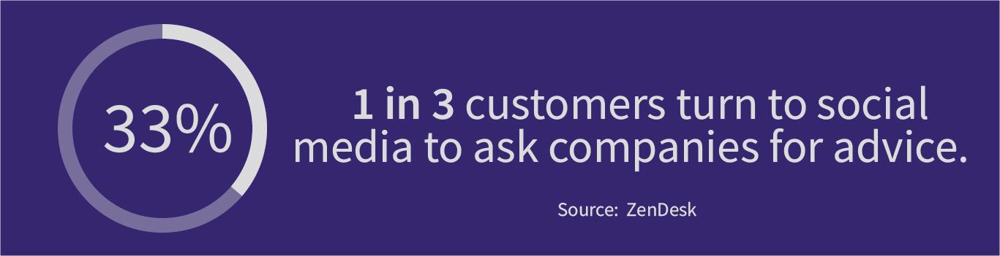 33%
1 in 3 customers turn to social
media to ask companies for advice.
Source: ZenDesk